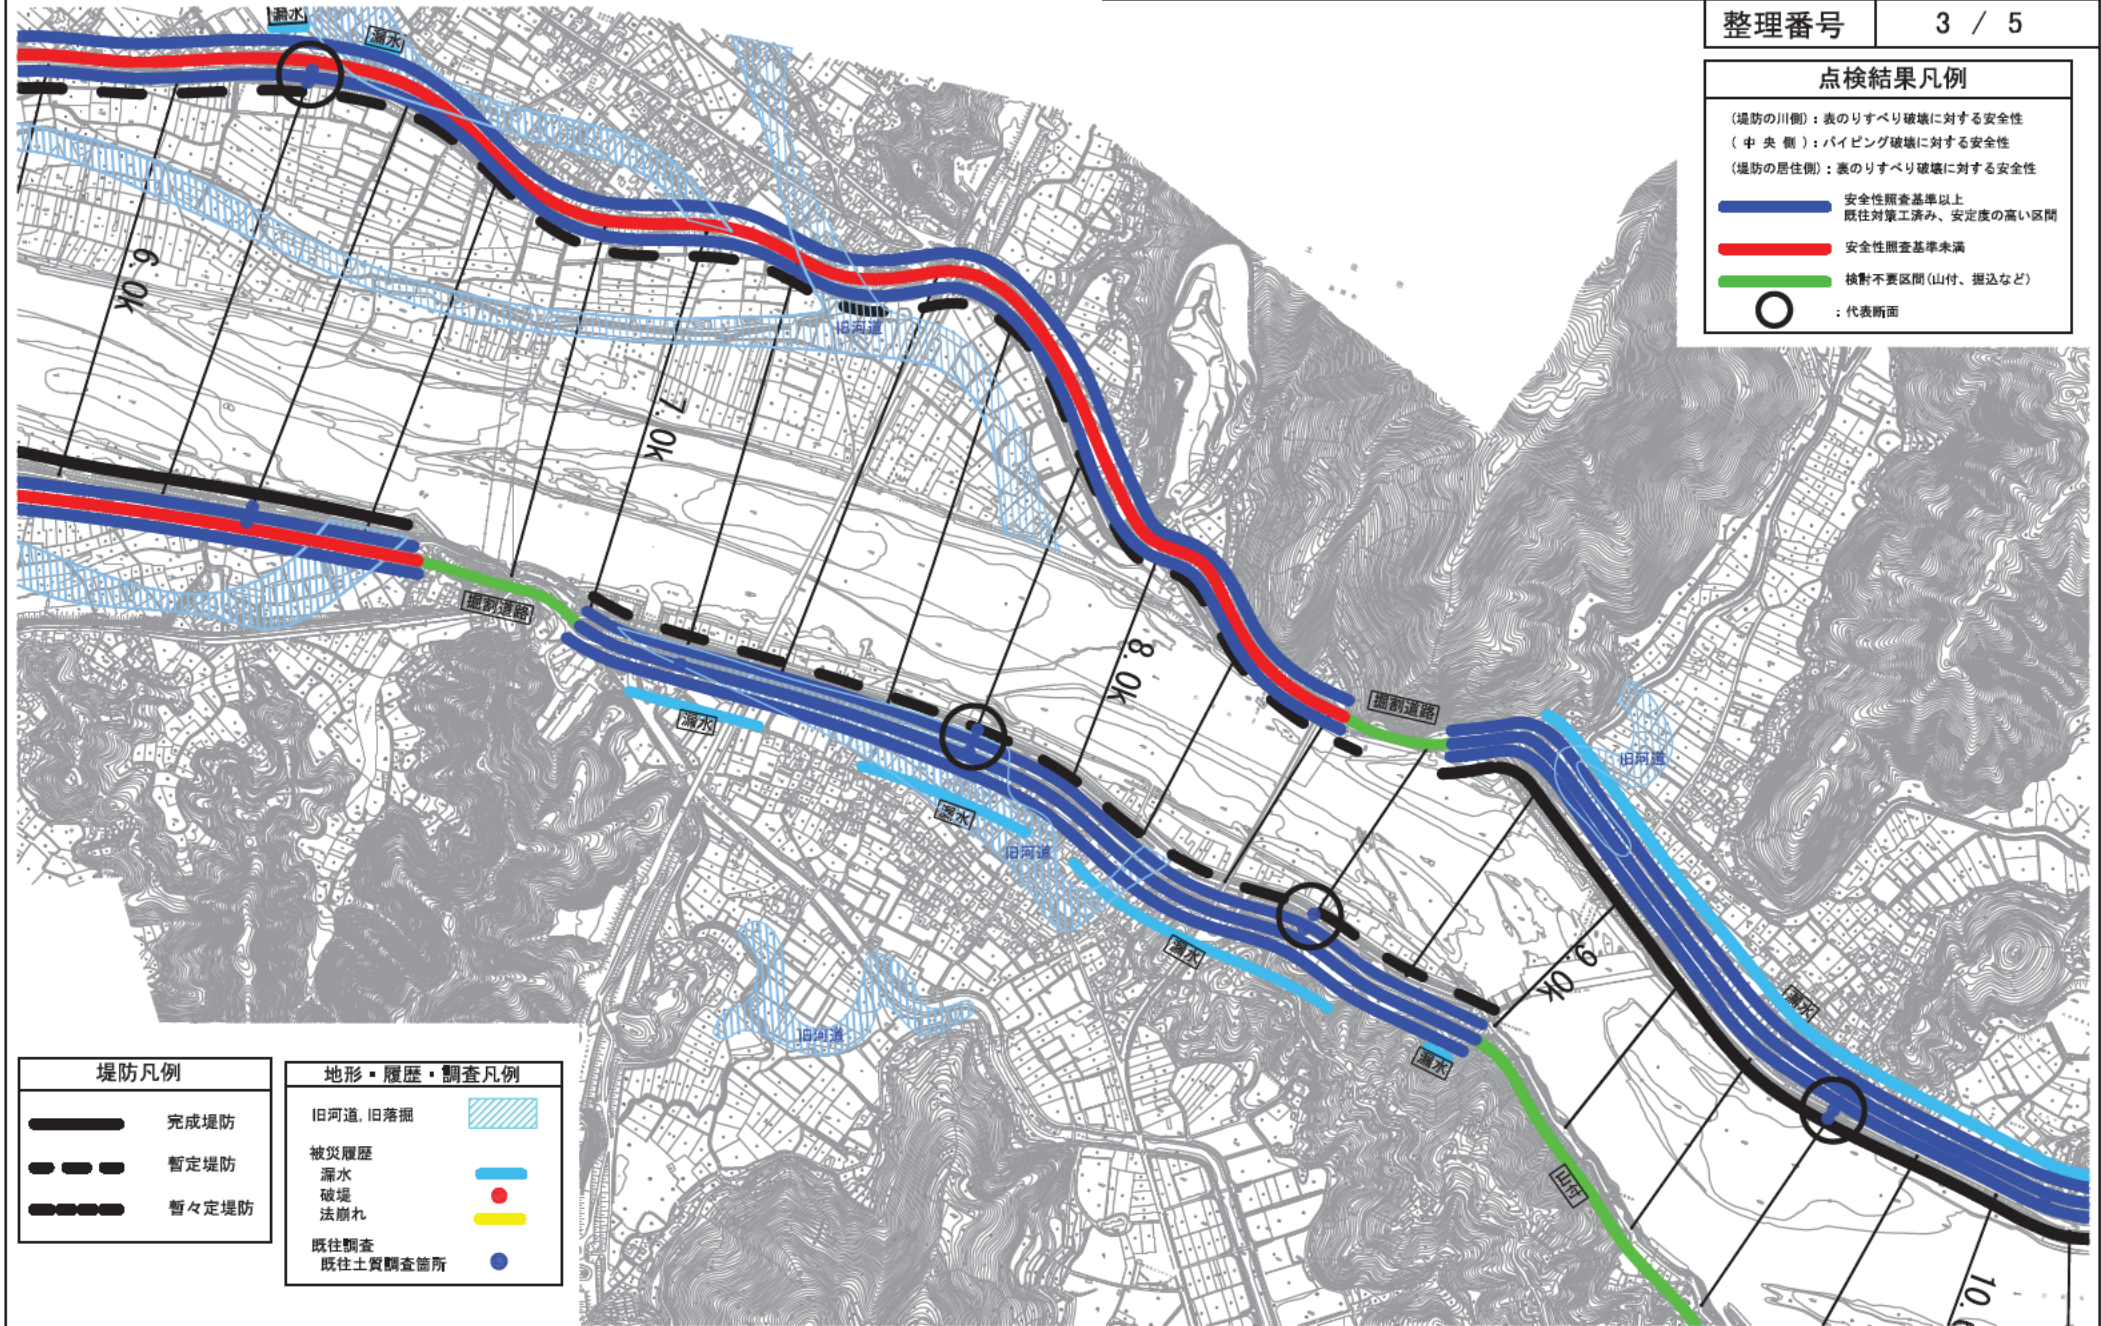 整理番号 3 / 5
点検結果凡例
(堤防の川側):表のりすべり破壊に対する安全性
(中央側):パイピング破壊に対する安全性
(堤防の居住側):裏のりすべり破壊に対する安全性
安全性照査基準以上
既往対策工済み、安定度の高い区間
安全性照査基準未満
検討不要区間(山付、掘込など)
:代表断面
漏水
漏水
6.0k
旧河道
7.0k
掘割道路
漏水
8.0k
掘割道路
旧河道
漏水
旧河道
漏水
9.0k
漏水
旧河道
漏水
山付
10.
堤防凡例
完成堤防
暫定堤防
暫々定堤防
地形・履歴・調査凡例
旧河道,旧落掘
被災履歴
漏水
破堤
法崩れ
既往調査
既往土質調査箇所